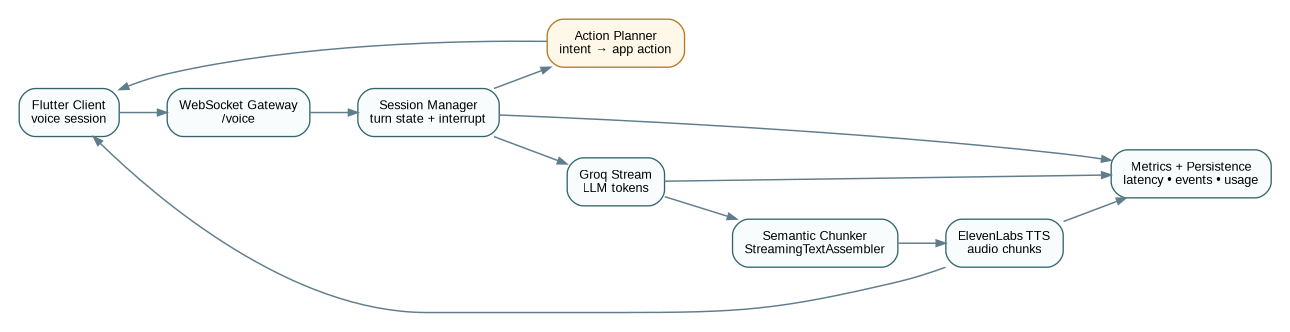 Action Planner
intent → app action
Flutter Client
voice session
WebSocket Gateway
/voice
Session Manager
turn state + interrupt
Metrics + Persistence
latency • events • usage
Groq Stream
LLM tokens
Semantic Chunker
StreamingTextAssembler
ElevenLabs TTS
audio chunks